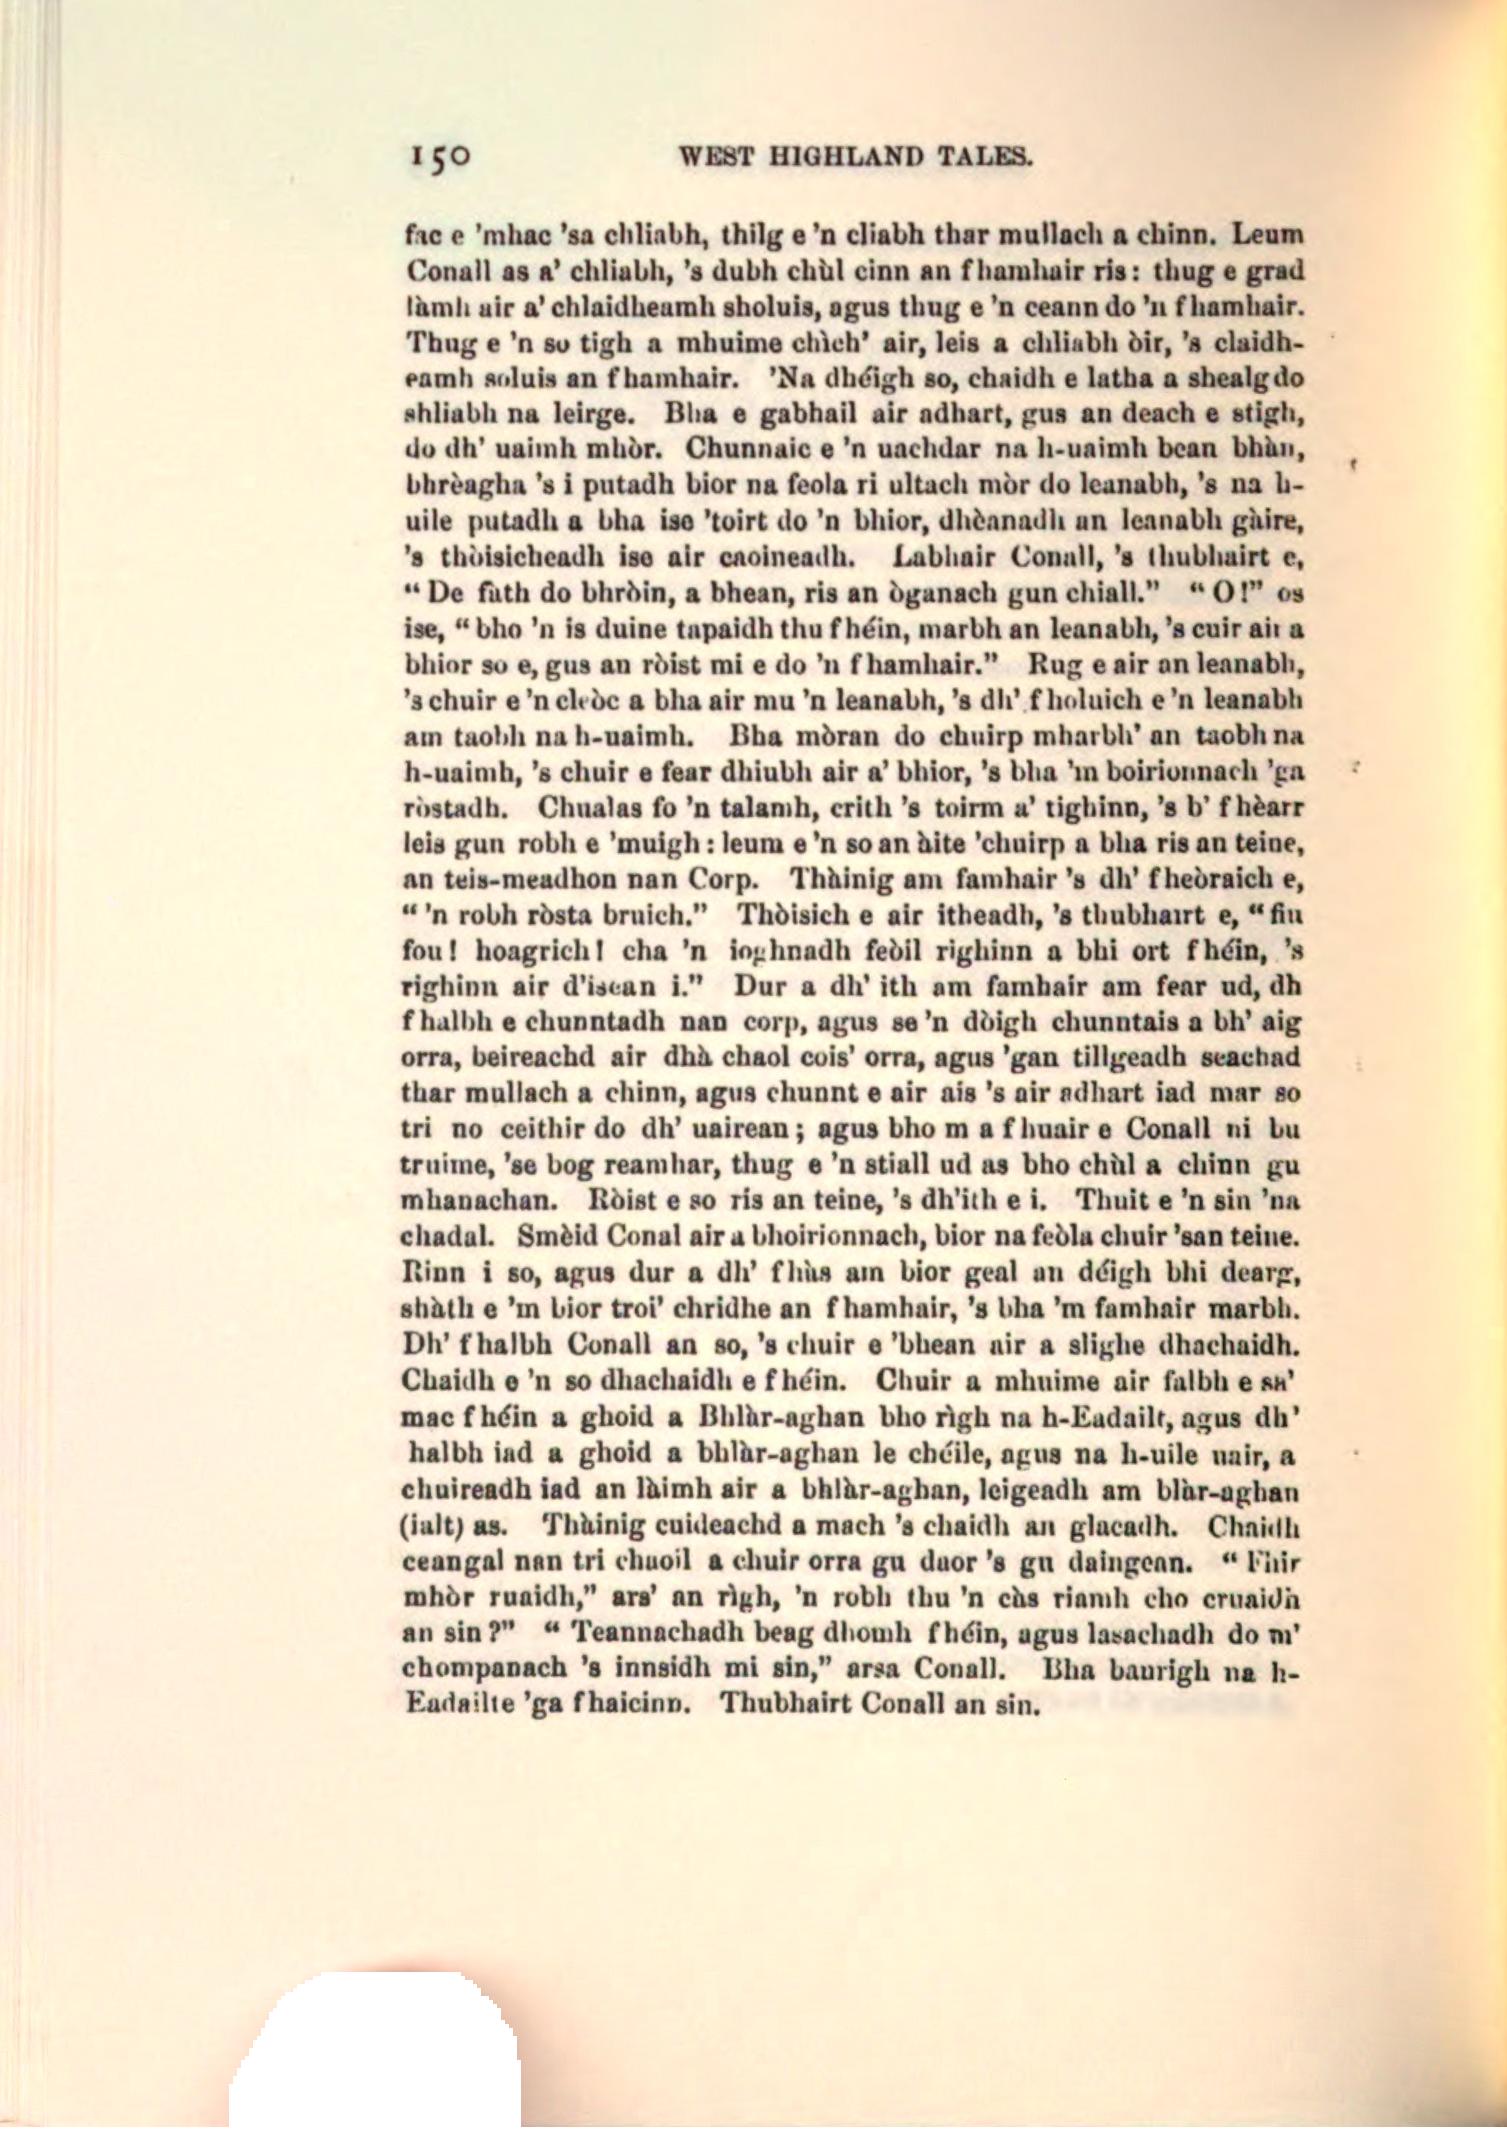 150 WEST HIGHLAND TALES.
fac e 'mhac 'sa chliabh, thilg e 'n cliabh thar mullach a chinn. Leum
Conall as a' chliabh, 's dubh chùl cinn an fhamhair ris: thug e grad
làmh air a' chlaidheamh sholuis, agus thug e 'n ceann do 'n fhamhair.
Thug e 'n so tigh a mhuime chìch' air, leis a chliabh òir, 's claidh-
eamh soluis an fhamhair. 'Na dhéigh so, chaidh e latha a shealg do
shliabh na leirge. Bha e gabhail air adhart, gus an deach e stigh,
do dh' uaimh mhòr. Chunnaic e 'n uachdar na h-uaimh bean bhàn,
bhrèagha 's i putadh bior na feola ri ultach mòr do leanabh, 's na h-
uile putadh a bha ise 'toirt do 'n bhior, dhèanadh an leanabh gàire,
's thòisicheadh ise air caoineadh. Labhair Conall, 's thubhairt e,
"De fàth do bhròin, a bhean, ris an òganach gun chiall." "O!" os
ise, "bho 'n is duine tapaidh thu fhéin, marbh an leanabh, 's cuir air a
bhior so e, gus an ròist mi e do 'n fhamhair." Rug e air an leanabh,
's chuir e 'n cleòc a bha air mu 'n leanabh, 's dh' fholuich e 'n leanabh
am taobh na h-uaimh. Bha mòran do chuirp mharbh' an taobh na
h-uaimh, 's chuir e fear dhiubh air a' bhior, 's bha 'm boirionnach 'ga
ròstadh. Chualas fo 'n talamh, crith 's toirm a' tighinn, 's b' fhèarr
leis gun robh e 'muigh: leum e 'n so an àite 'chuirp a bha ris an teine,
an teis-meadhon nan Corp. Thàinig am famhair 's dh' fheòraich e,
"'n robh ròsta bruich." Thòisich e air itheadh, 's thubhairt e, "fiu
fou! hoagrich! cha 'n ioghnadh feòil righinn a bhi ort fhéin, 's
righinn air d'isean i." Dur a dh' ith am famhair am fear ud, dh
fhalbh e chunntadh nan corp, agus se 'n dòigh chunntais a bh' aig
orra, beireachd air dhà chaol cois' orra, agus 'gan tillgeadh seachad
thar mullach a chinn, agus chunnt e air ais 's air adhart iad mar so
tri no ceithir do dh' uairean; agus bho m a fhuair e Conall ni bu
truime, 'se bog reamhar, thug e 'n stiall ud as bho chùl a chinn gu
mhanachan. Ròist e so ris an teine, 's dh'ith e i. Thuit e 'n sin 'na
chadal. Smèid Conal air a bhoirionnach, bior na feòla chuir 'san teine.
Rinn i so, agus dur a dh' fhàs am bior geal an déigh bhi dearg,
shàth e 'm bior troi' chridhe an fhamhair, 's bha 'm famhair marbh.
Dh' fhalbh Conall an so, 's chuir e 'bhean air a slighe dhachaidh.
Chaidh e 'n so dhachaidh e fhéin. Chuir a mhuime air falbh e sa'
mac fhéin a ghoid a Bhlàr-aghan bho rìgh na h-Eadailt, agus dh'
halbh iad a ghoid a bhlàr-aghan le chéile, agus na h-uile uair, a
chuireadh iad an làimh air a bhlàr-aghan, leigeadh am blàr-aghan
(ialt) as. Thàinig cuideachd a mach 's chaidh an glacadh. Chaidh
ceangal nan tri chaoil a chuir orra gu daor 's gu daingean. "Fhir
mhòr ruaidh," ars' an rìgh, 'n robh thu 'n càs riamh cho cruaidh
an sin?" "Teannachadh beag dhomh fhéin, agus lasachadh do m'
chompanach 's innsidh mi sin," arsa Conall. Bha baurigh na h-
Eadailte 'ga fhaicinn. Thubhairt Conall an sin.